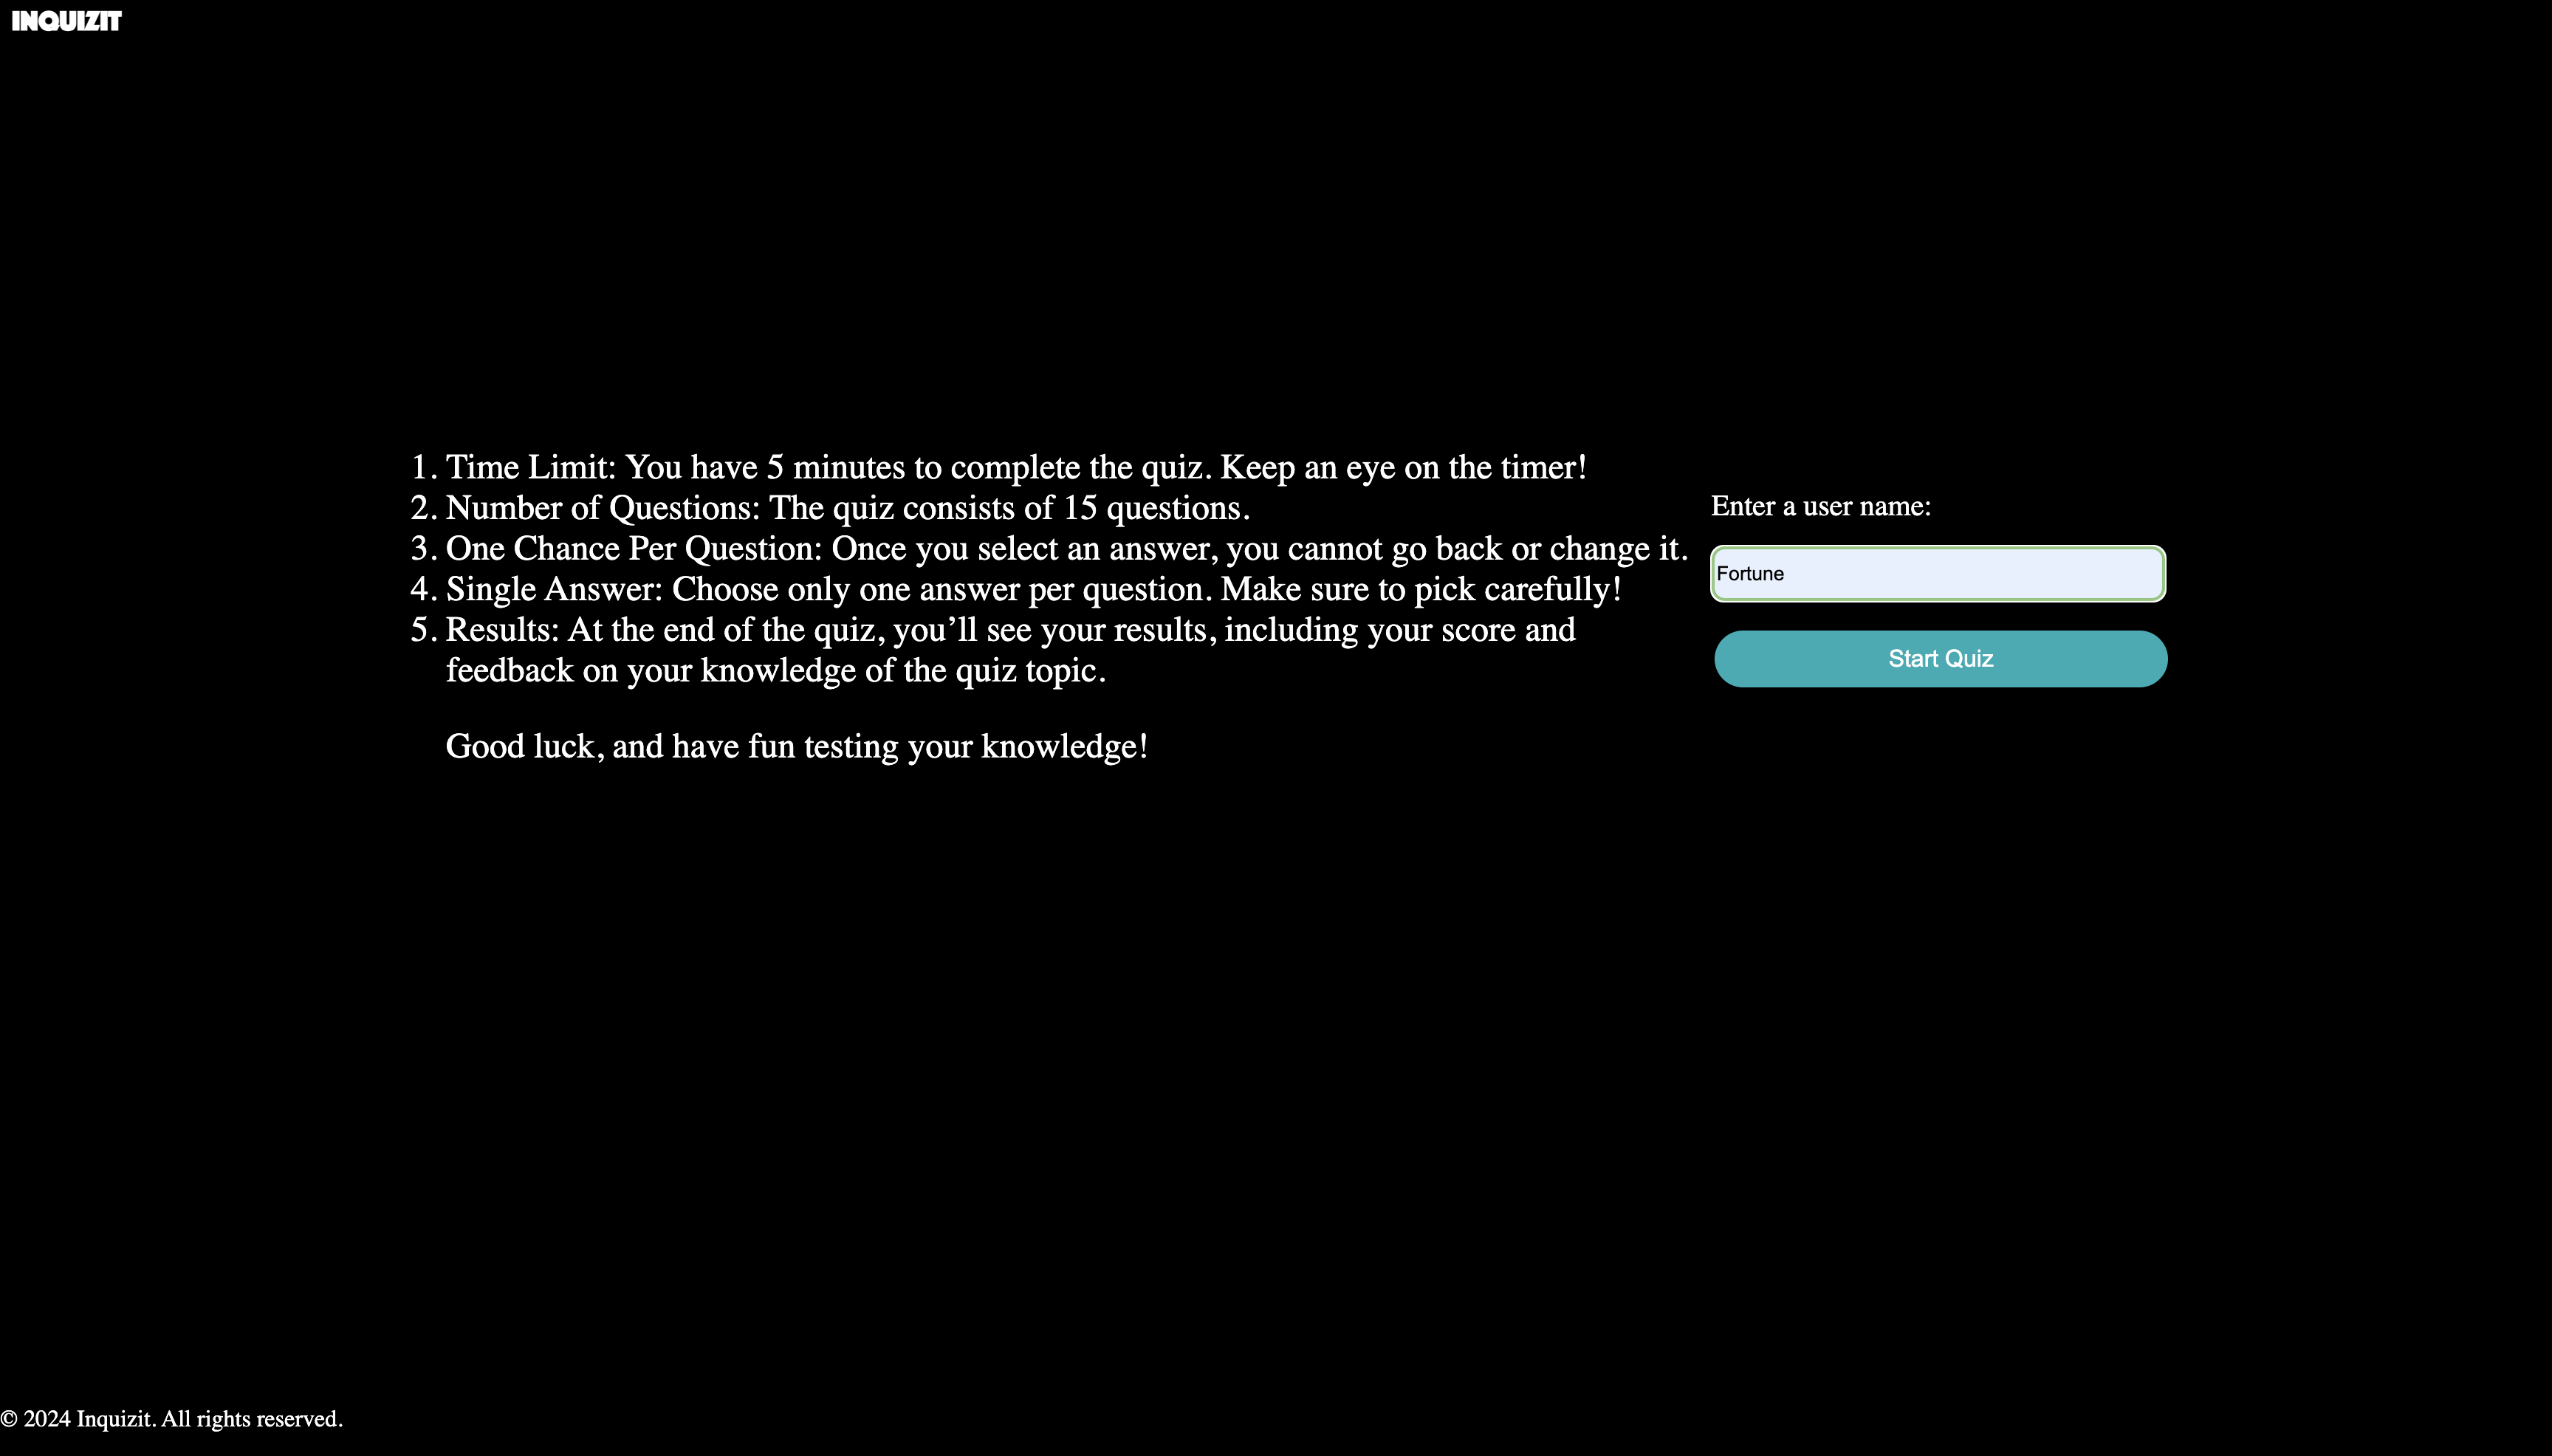 INQUIZIT
1. Time Limit: You have 5 minutes to complete the quiz. Keep an eye on the timer!
2. Number of Questions: The quiz consists of 15 questions.
3. One Chance Per Question: Once you select an answer, you cannot go back or change it.
4. Single Answer: Choose only one answer per question. Make sure to pick carefully!
5. Results: At the end of the quiz, you’ll see your results, including your score and
feedback on your knowledge of the quiz topic.
Good luck, and have fun testing your knowledge!
Enter a user name:
Fortune
Start Quiz
© 2024 Inquizit. All rights reserved.